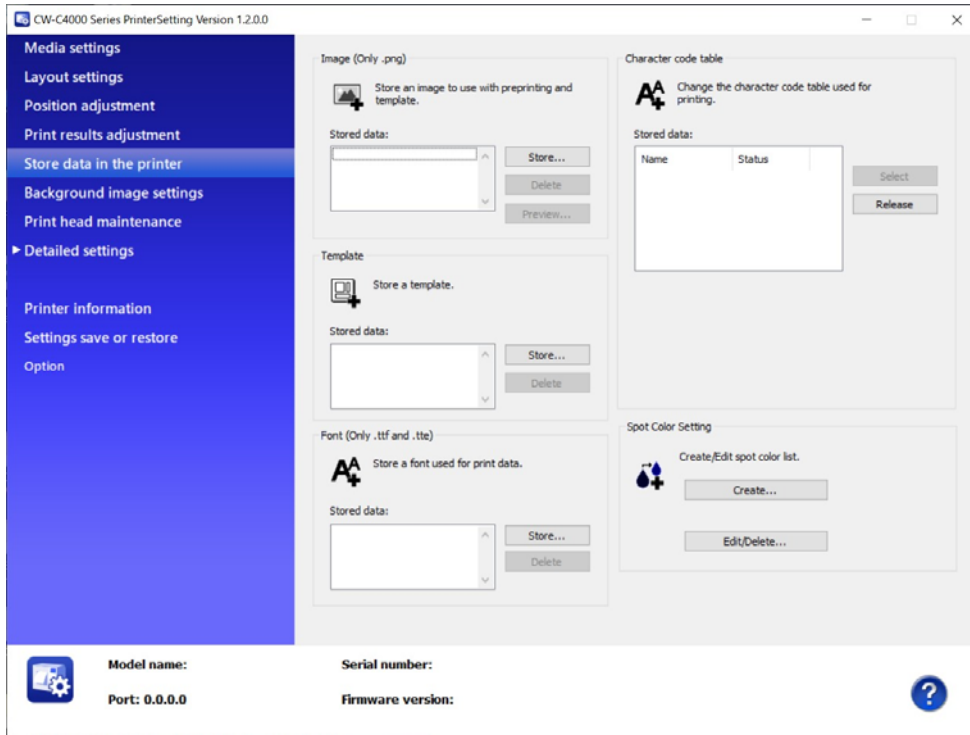 CW-C4000 Series PrinterSetting Version 1.2.0.0
Media settings
Layout settings
Position adjustment
Print results adjustment
Store data in the printer
Background image settings
Print head maintenance
Detailed settings
Printer information
Settings save or restore
Option
Image (Only .png)
Store an image to use with preprinting and
template.
Stored data:
Store...
Delete
Preview...
Template
Store a template.
Stored data:
Store...
Delete
Font (Only .ttf and .tte)
Store a font used for print data.
Stored data:
Store...
Delete
Character code table
Change the character code table used for
printing.
Stored data:
Name Status
Select
Release
Spot Color Setting
Create/Edit spot color list.
Create...
Edit/Delete...
Model name: Serial number:
Port: 0.0.0.0 Firmware version:
?